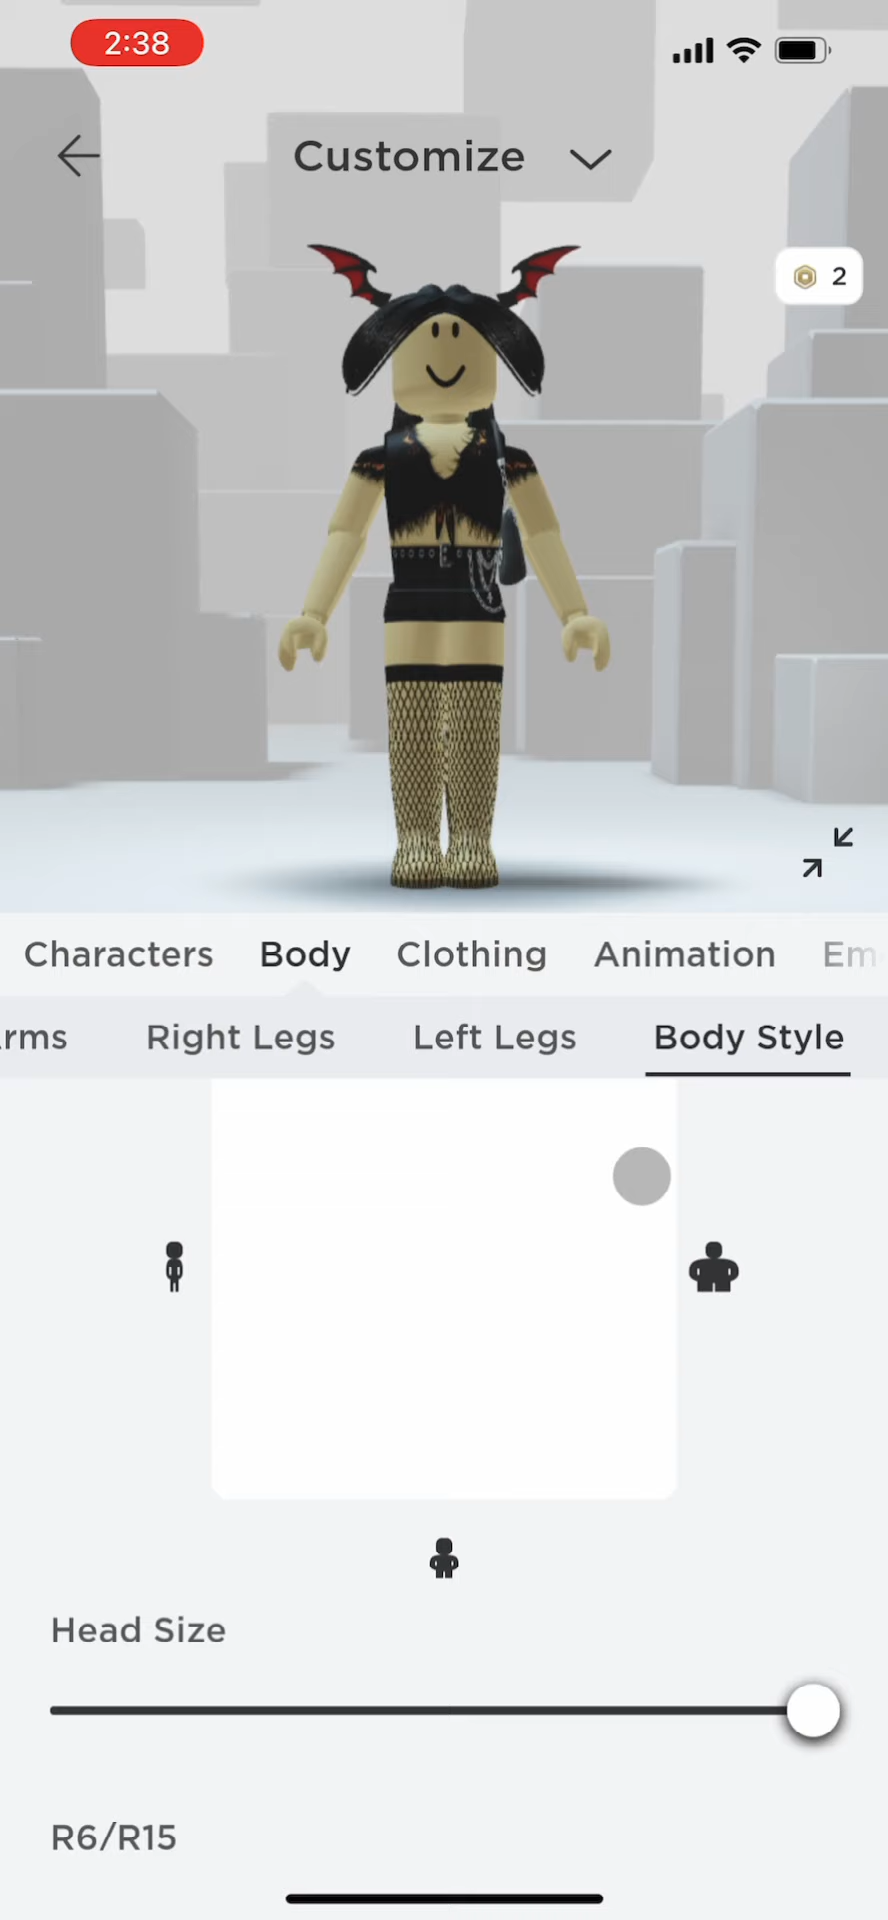 2:38
Customize
2
Characters Body Clothing Animation Em
rms Right Legs Left Legs Body Style
Head Size
R6/R15